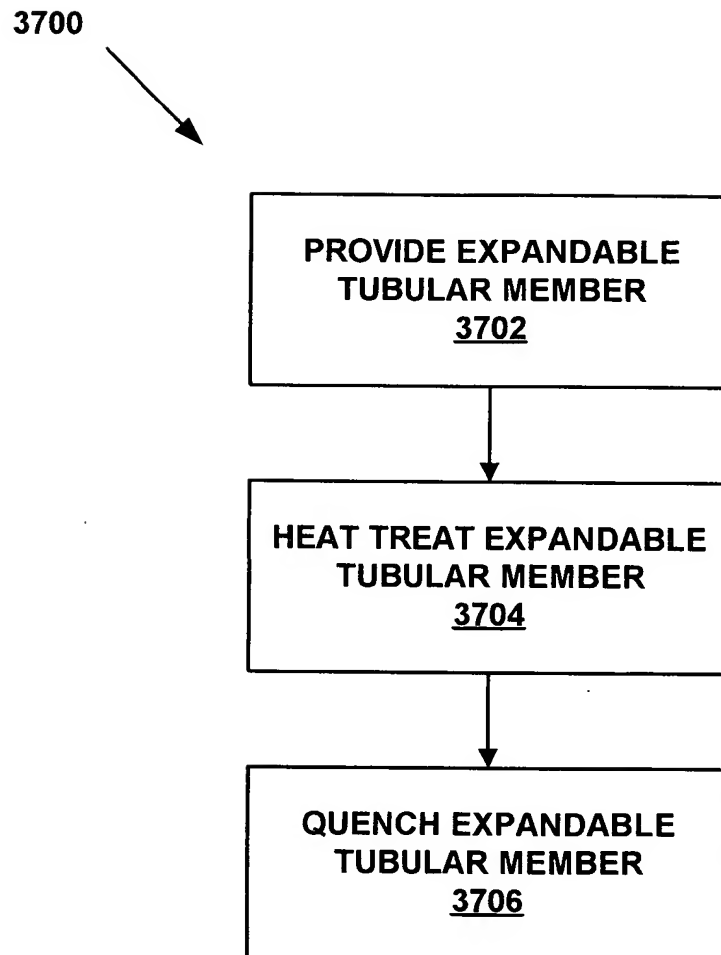 3700
PROVIDE EXPANDABLE
TUBULAR MEMBER
3702
HEAT TREAT EXPANDABLE
TUBULAR MEMBER
3704
QUENCH EXPANDABLE
TUBULAR MEMBER
3706